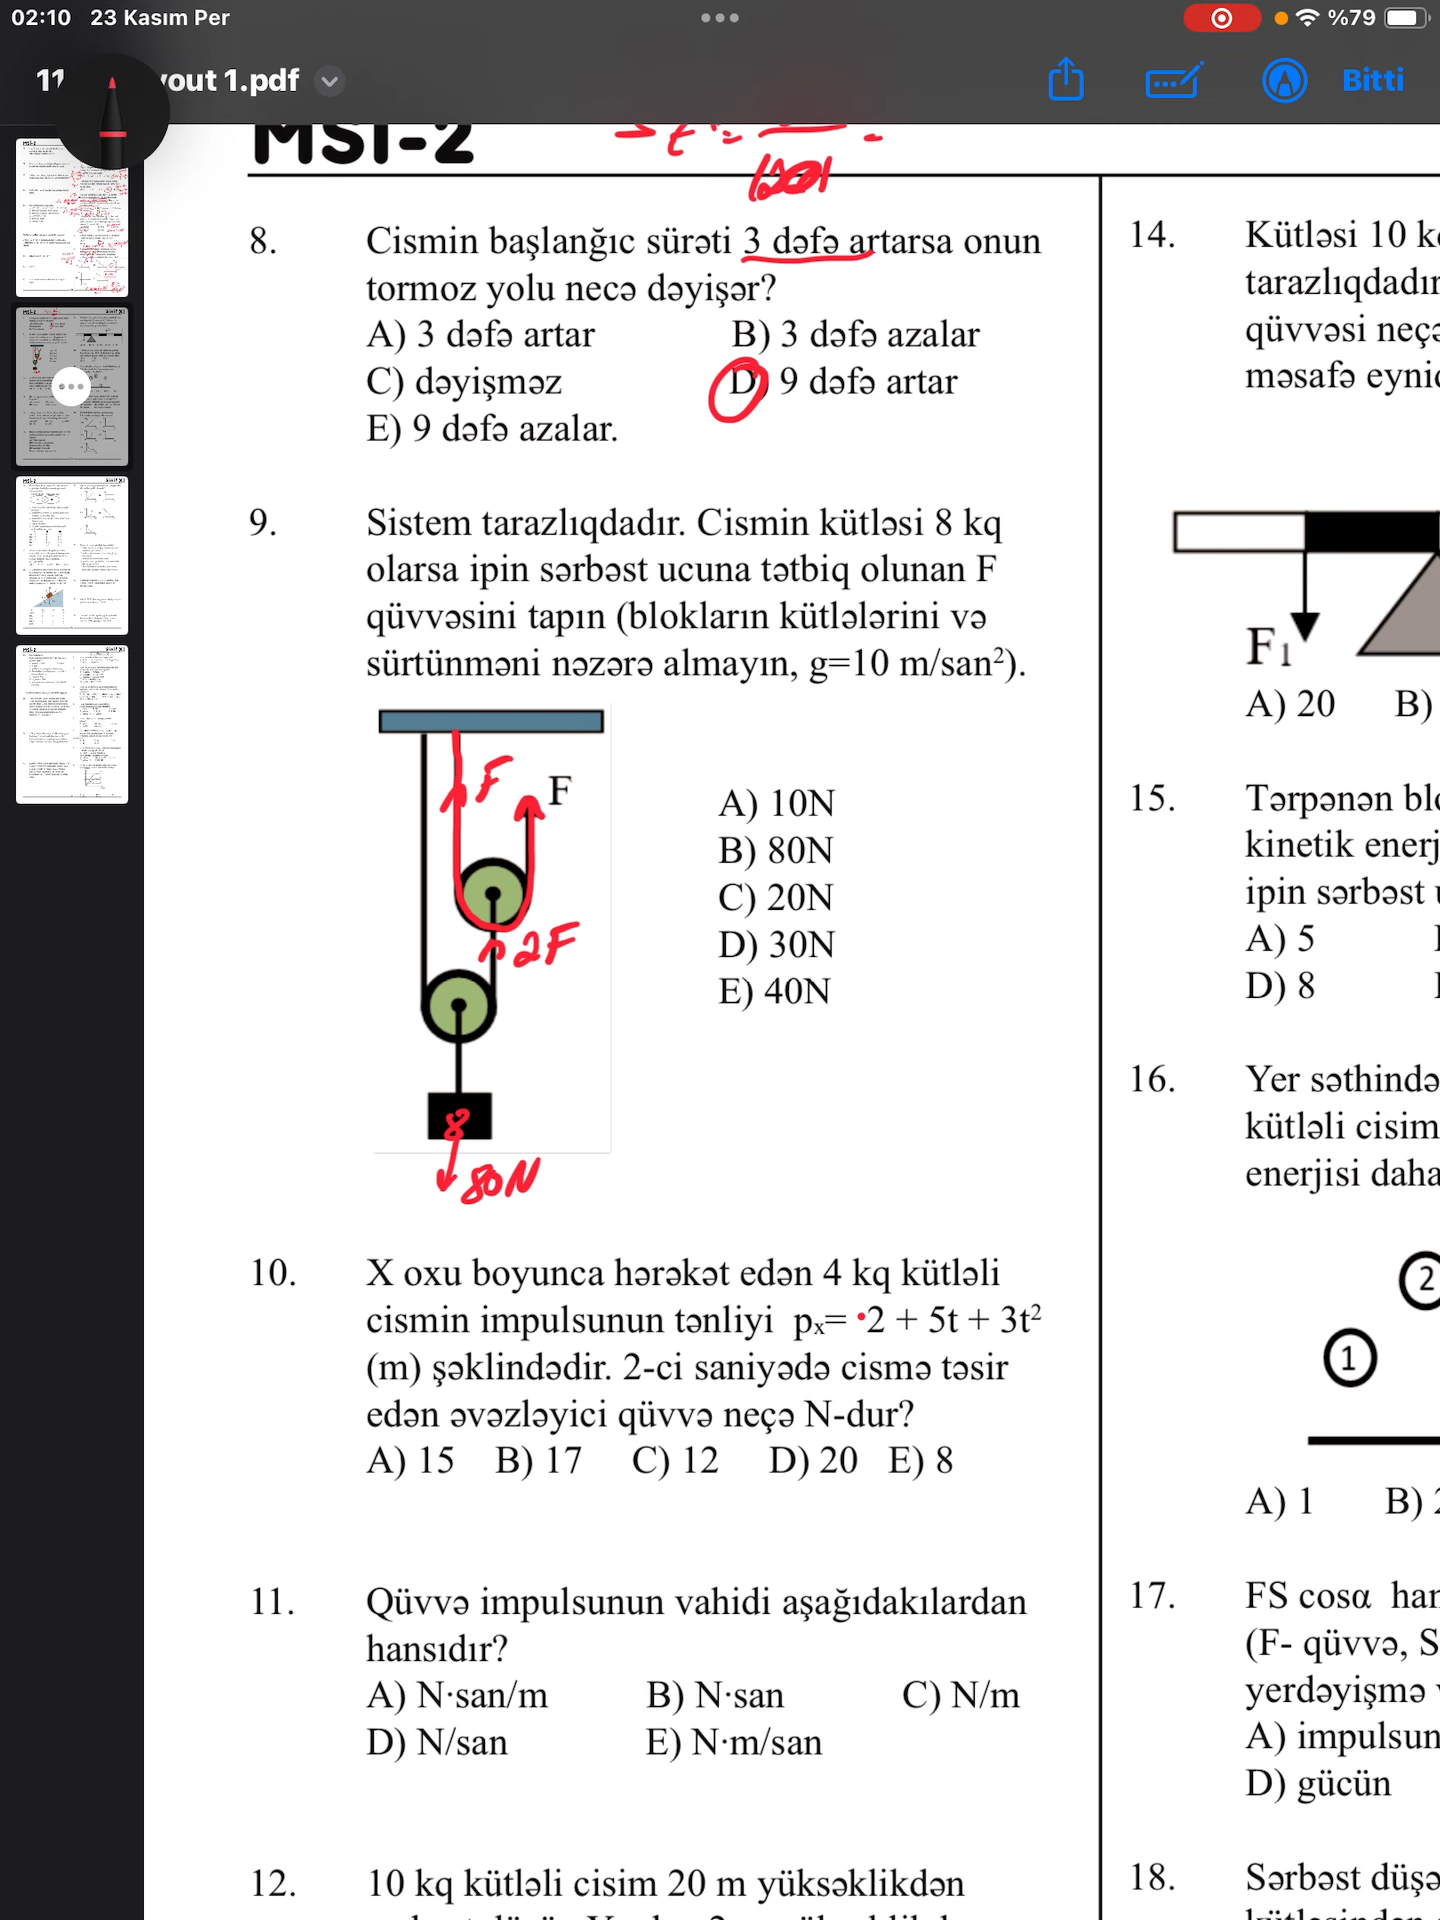 02:10 23 Kasım Per
%79
11
yout 1.pdf
Bitti
MSİ-2
8. Cismin başlanğıc sürəti 3 dəfə artarsa onun
tormoz yolu necə dəyişər?
A) 3 dəfə artar B) 3 dəfə azalar
C) dəyişməz D) 9 dəfə artar
E) 9 dəfə azalar.
9. Sistem tarazlıqdadır. Cismin kütləsi 8 kq
olarsa ipin sərbəst ucuna tətbiq olunan F
qüvvəsini tapın (blokların kütlələrini və
sürtünməni nəzərə almayın, g=10 m/san²).
F
F
A) 10N
B) 80N
C) 20N
2F
D) 30N
E) 40N
8
80N
10. X oxu boyunca hərəkət edən 4 kq kütləli
cismin impulsunun tənliyi pₓ= 2 + 5t + 3t²
(m) şəklindədir. 2-ci saniyədə cismə təsir
edən əvəzləyici qüvvə neçə N-dur?
A) 15 B) 17 C) 12 D) 20 E) 8
11. Qüvvə impulsunun vahidi aşağıdakılardan
hansıdır?
A) N·san/m B) N·san C) N/m
D) N/san E) N·m/san
12. 10 kq kütləli cisim 20 m yüksəklikdən
14. Kütləsi 10 k
tarazlıqdadır
qüvvəsi neçə
məsafə eynid
F₁
A) 20 B)
15. Tərpənən blo
kinetik enerj
ipin sərbəst u
A) 5
D) 8
16. Yer səthində
kütləli cisim
enerjisi daha
2
1
A) 1 B) 2
17. FS cosα han
(F- qüvvə, S
yerdəyişmə v
A) impulsun
D) gücün
18. Sərbəst düşə